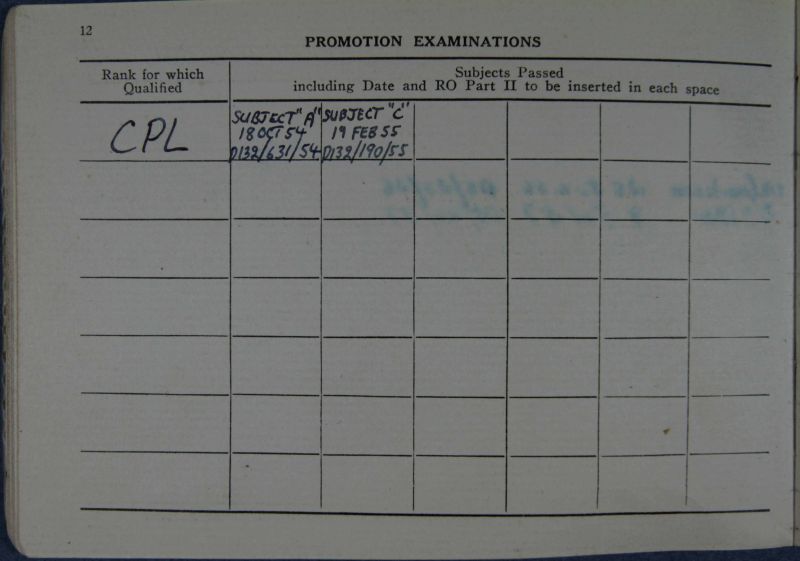 12
PROMOTION EXAMINATIONS
Rank for which
Qualified
Subjects Passed
including Date and RO Part II to be inserted in each space
CPL
SUBJECT "A"
18 OCT 54
D132/631/54
SUBJECT "C"
19 FEB 55
D132/190/55